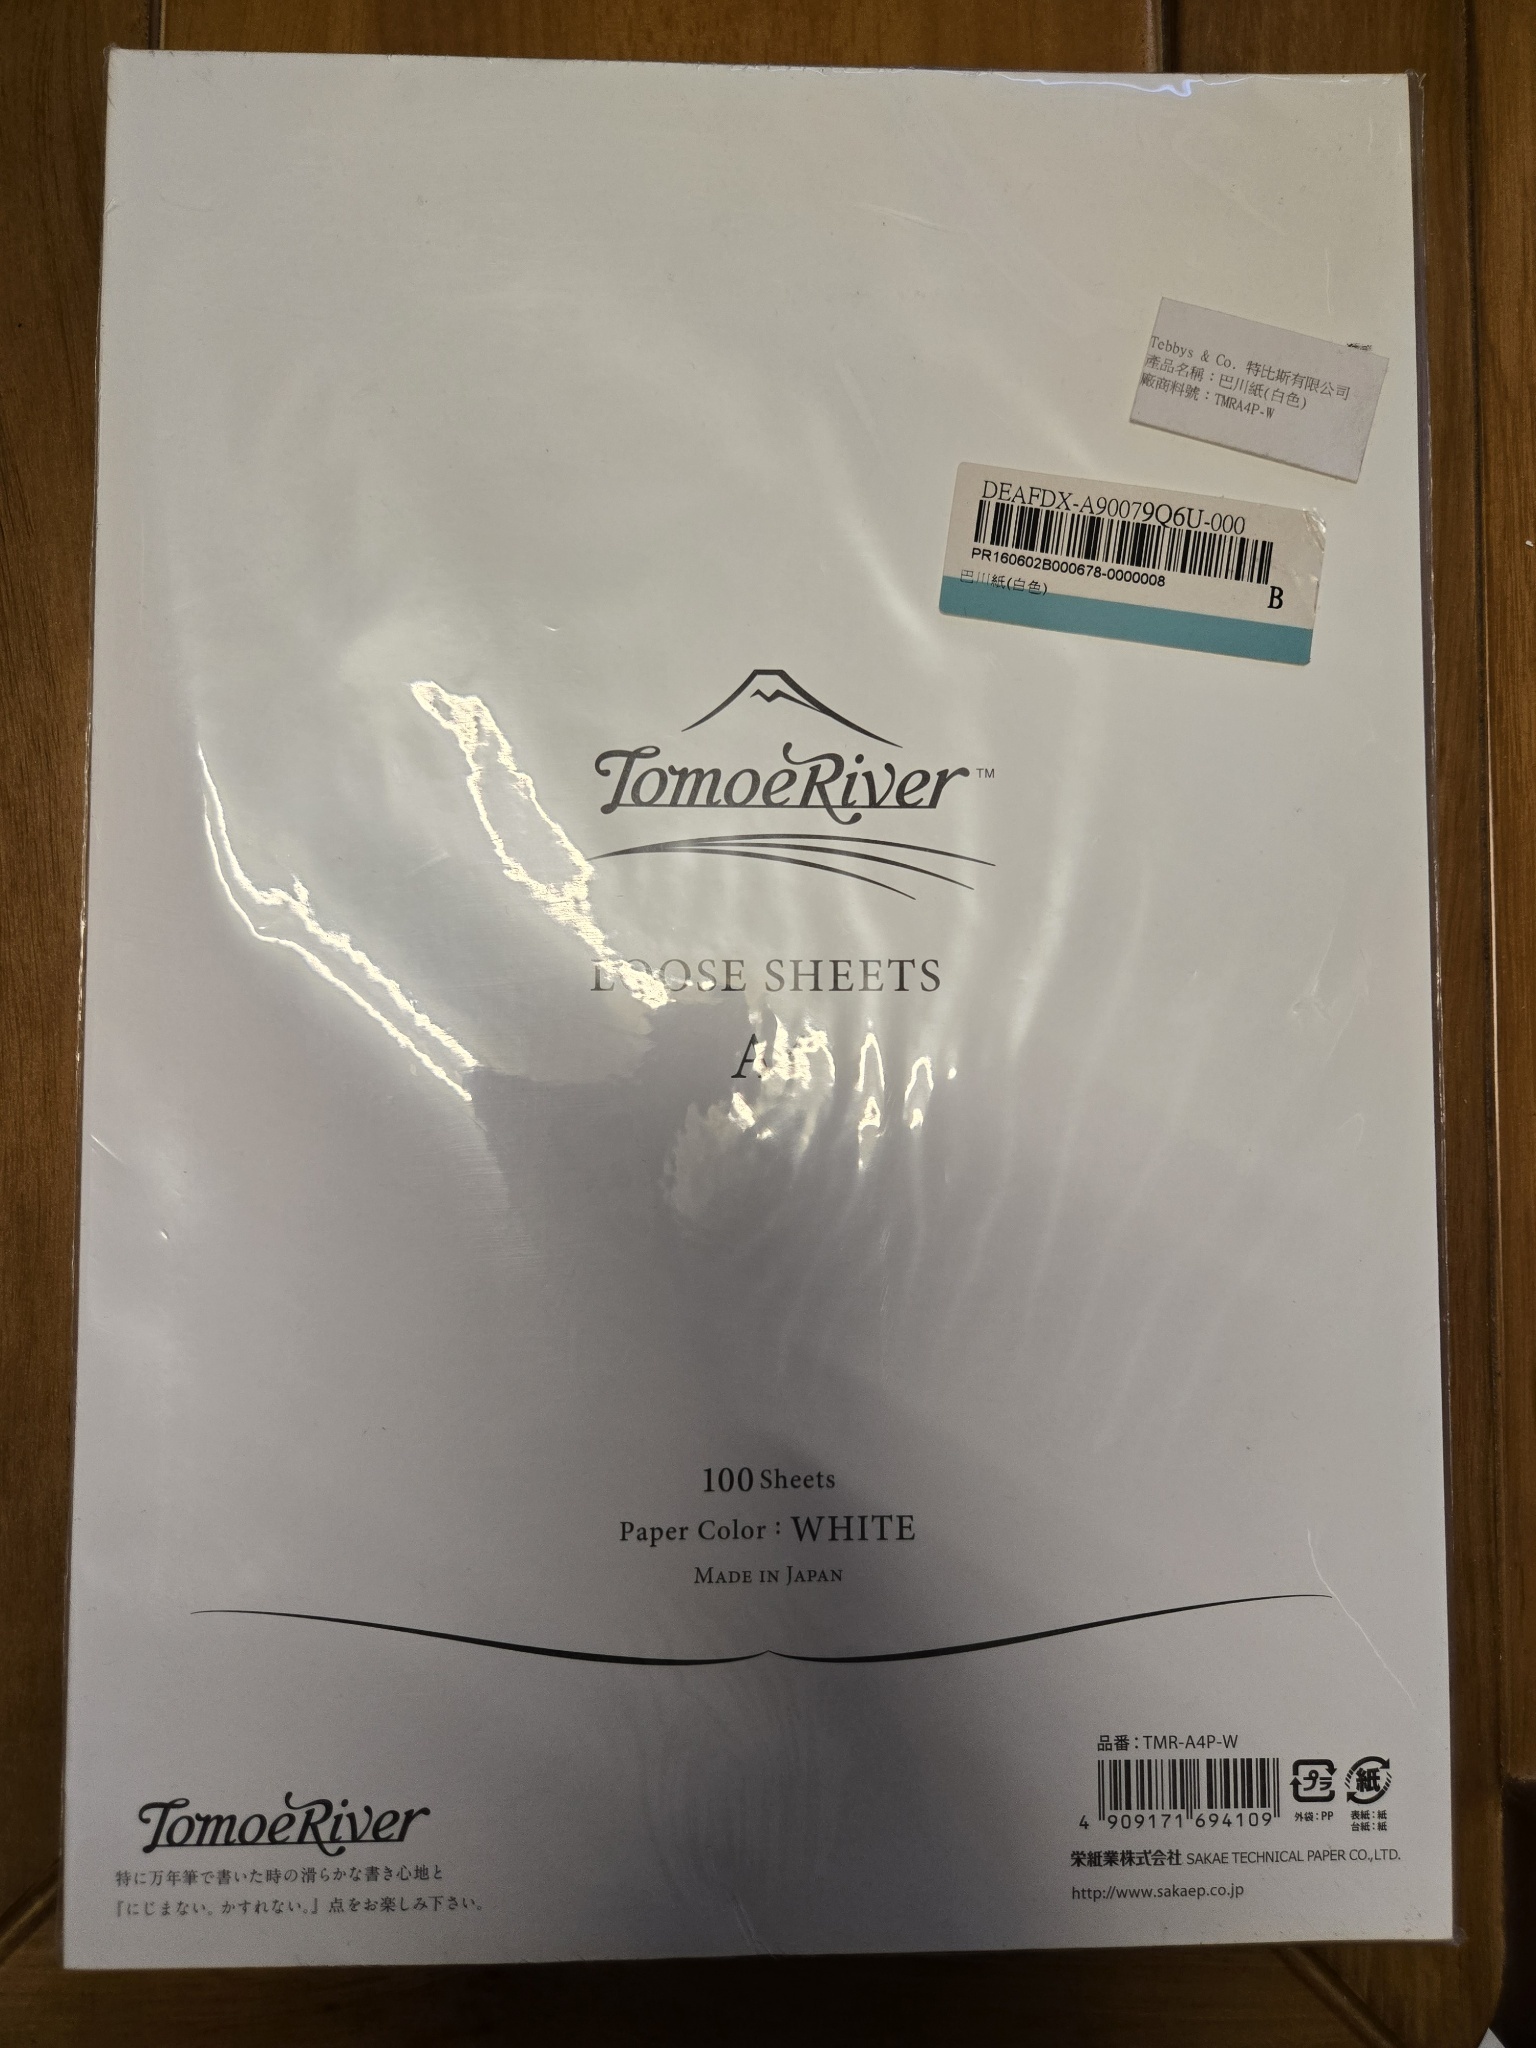 Tebbys & Co. 特比斯有限公司
產品名稱：巴川紙(白色)
廠商料號：TMRA4P-W
DEAFDX-A90079Q6U-000
PR160602B000678-0000008
巴川紙(白色)
B
TomoeRiver™
LOOSE SHEETS
100 Sheets
Paper Color : WHITE
MADE IN JAPAN
品番：TMR-A4P-W
4 909171 694109
プラ
外袋：PP
紙
表紙：紙
台紙：紙
栄紙業株式会社 SAKAE TECHNICAL PAPER CO.,LTD.
http://www.sakaep.co.jp
TomoeRiver
特に万年筆で書いた時の滑らかな書き心地と
『にじまない。かすれない。』点をお楽しみ下さい。